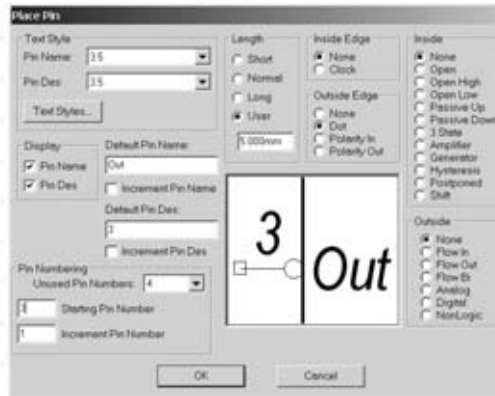 Place Pin
Text Style
Pin Name: 3.5
Pin Des: 3.5
Text Styles...
Length
Short
Normal
Long
User
5.000mm
Inside Edge
None
Clock
Outside Edge
None
Dot
Polarity In
Polarity Out
Inside
None
Open
Open High
Open Low
Passive Up
Passive Down
3 State
Amplifier
Generator
Hysteresis
Postponed
Shift
Display
Pin Name
Pin Des
Default Pin Name:
Out
Increment Pin Name
Default Pin Des:
3
Increment Pin Des
3
Out
Outside
None
Flow In
Flow Out
Flow Bi
Analog
Digital
NonLogic
Pin Numbering
Unused Pin Numbers: 4
3 Starting Pin Number
1 Increment Pin Number
OK
Cancel